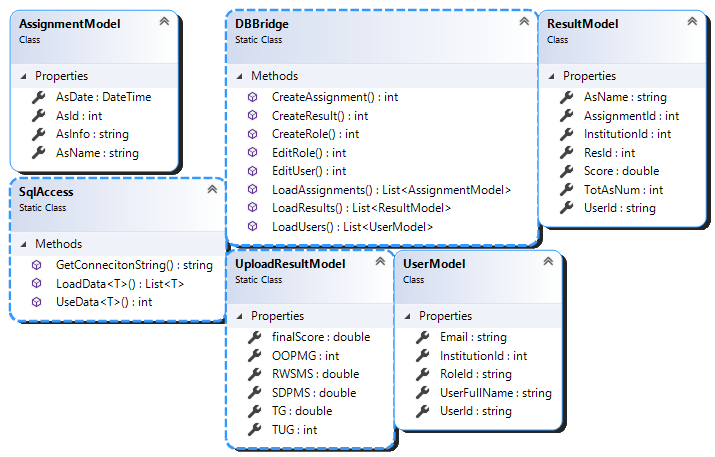 AssignmentModel
Class
Properties
AsDate : DateTime
AsId : int
AsInfo : string
AsName : string
SqlAccess
Static Class
Methods
GetConnecitonString() : string
LoadData<T>() : List<T>
UseData<T>() : int
DBBridge
Static Class
Methods
CreateAssignment() : int
CreateResult() : int
CreateRole() : int
EditRole() : int
EditUser() : int
LoadAssignments() : List<AssignmentModel>
LoadResults() : List<ResultModel>
LoadUsers() : List<UserModel>
ResultModel
Class
Properties
AsName : string
AssignmentId : int
InstitutionId : int
ResId : int
Score : double
TotAsNum : int
UserId : string
UploadResultModel
Static Class
Properties
finalScore : double
OOPMG : int
RWSMS : double
SDPMS : double
TG : double
TUG : int
UserModel
Class
Properties
Email : string
InstitutionId : int
RoleId : string
UserFullName : string
UserId : string